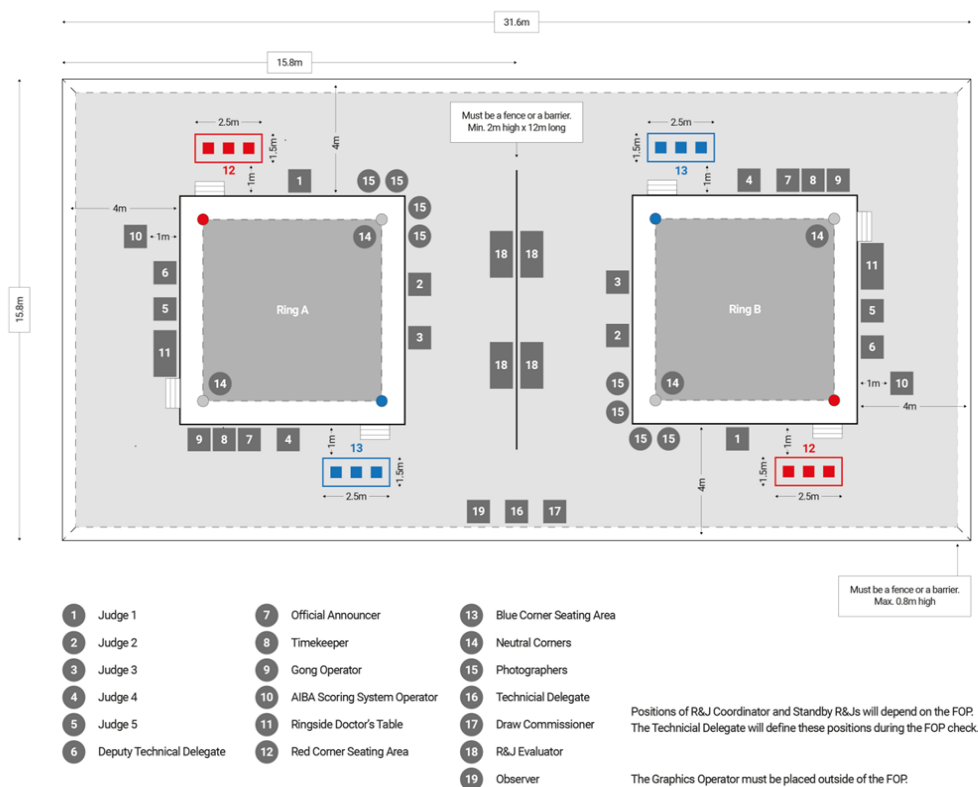 31.6m
15.8m
Must be a fence or a barrier.
Min. 2m high x 12m long
2.5m
1.5m
12
1m
4m
1
15
15
15
15
14
4m
10
1m
6
5
11
2
3
Ring A
14
9
8
7
4
1m
13
1.5m
2.5m
18
18
18
18
2.5m
1.5m
13
1m
4
7
8
9
14
11
3
2
5
6
Ring B
1m
10
4m
15
15
15
15
14
1
1m
12
1.5m
2.5m
4m
15.8m
19
16
17
Must be a fence or a barrier.
Max. 0.8m high
1 Judge 1
2 Judge 2
3 Judge 3
4 Judge 4
5 Judge 5
6 Deputy Technical Delegate
7 Official Announcer
8 Timekeeper
9 Gong Operator
10 AIBA Scoring System Operator
11 Ringside Doctor's Table
12 Red Corner Seating Area
13 Blue Corner Seating Area
14 Neutral Corners
15 Photographers
16 Technicial Delegate
17 Draw Commissioner
18 R&J Evaluator
19 Observer
Positions of R&J Coordinator and Standby R&Js will depend on the FOP.
The Technicial Delegate will define these positions during the FOP check.
The Graphics Operator must be placed outside of the FOP.